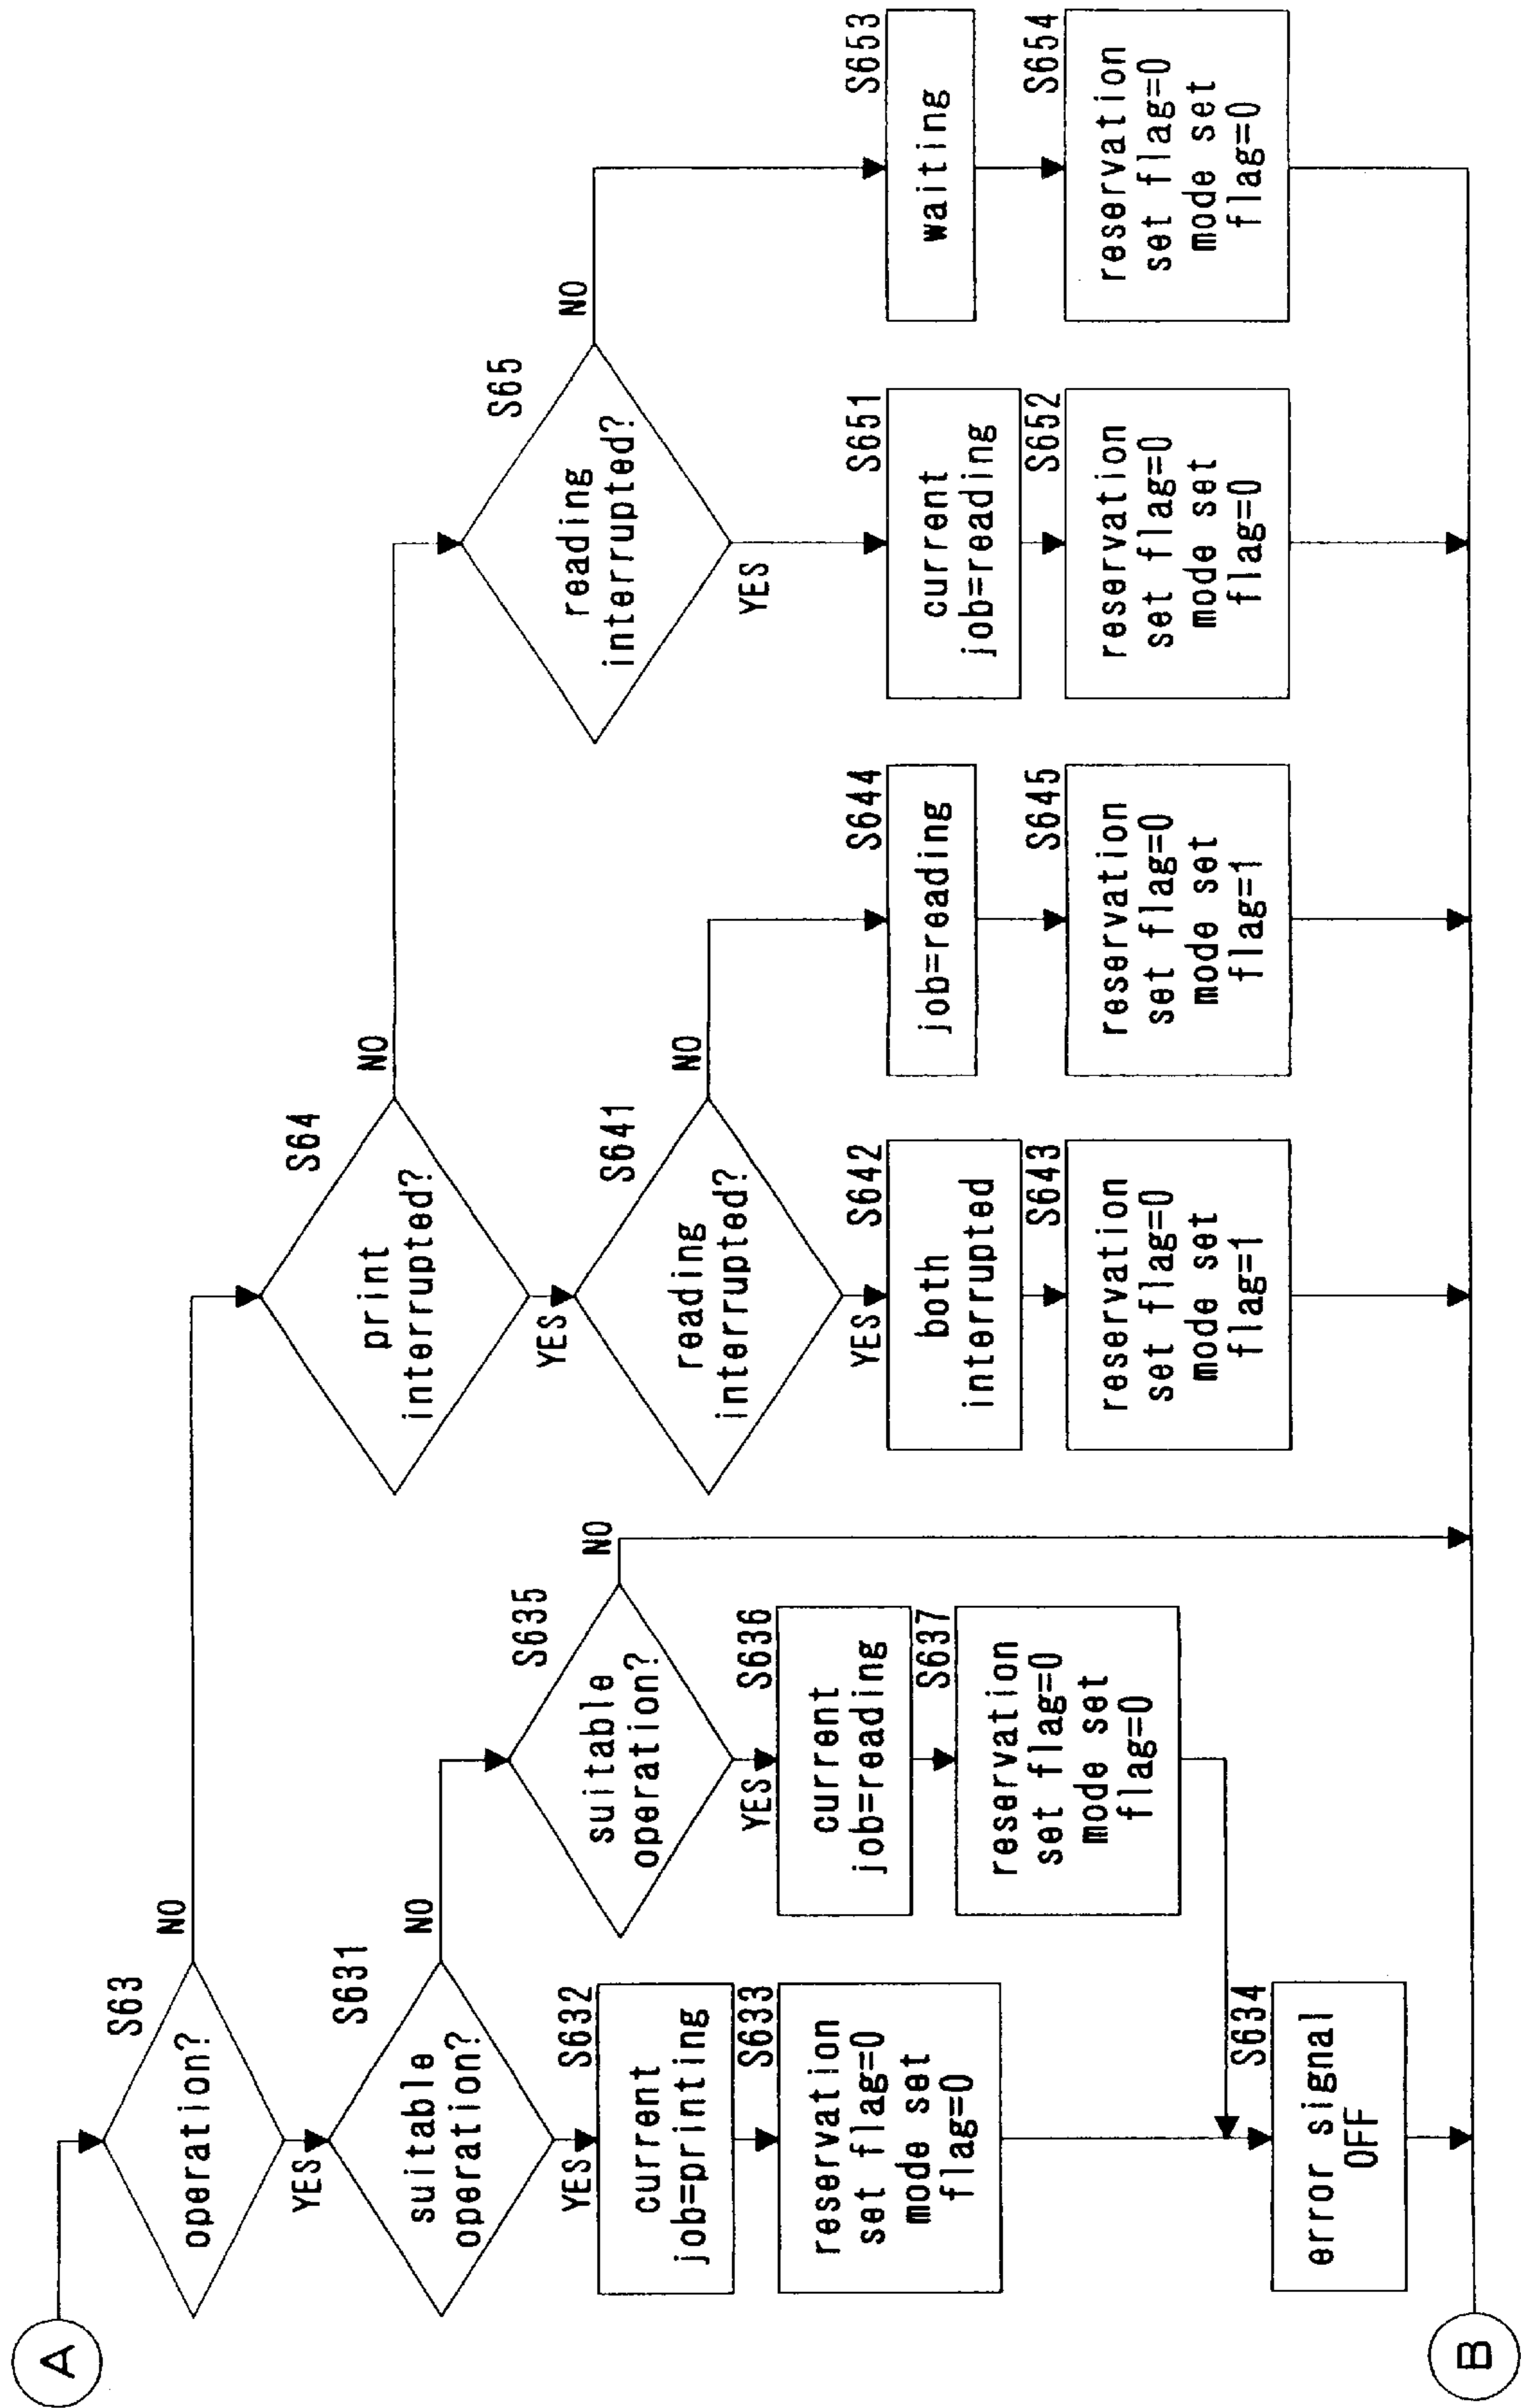 A
S63
operation?
NO
YES
S631
suitable
operation?
NO
YES
S632
current
job=printing
S633
reservation
set flag=0
mode set
flag=0
S635
suitable
operation?
NO
YES
S636
current
job=reading
S637
reservation
set flag=0
mode set
flag=0
S634
error signal
OFF
S64
print
interrupted?
NO
YES
S641
reading
interrupted?
NO
YES
S642
both
interrupted
S643
reservation
set flag=0
mode set
flag=1
S644
job=reading
S645
reservation
set flag=0
mode set
flag=1
S65
reading
interrupted?
NO
YES
S651
current
job=reading
S652
reservation
set flag=0
mode set
flag=0
S653
waiting
S654
reservation
set flag=0
mode set
flag=0
B